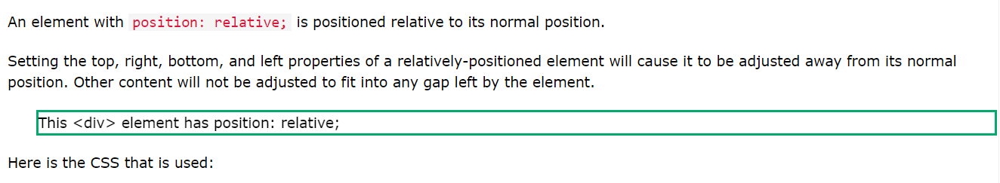 An element with position: relative; is positioned relative to its normal position.
Setting the top, right, bottom, and left properties of a relatively-positioned element will cause it to be adjusted away from its normal
position. Other content will not be adjusted to fit into any gap left by the element.
This <div> element has position: relative;
Here is the CSS that is used: